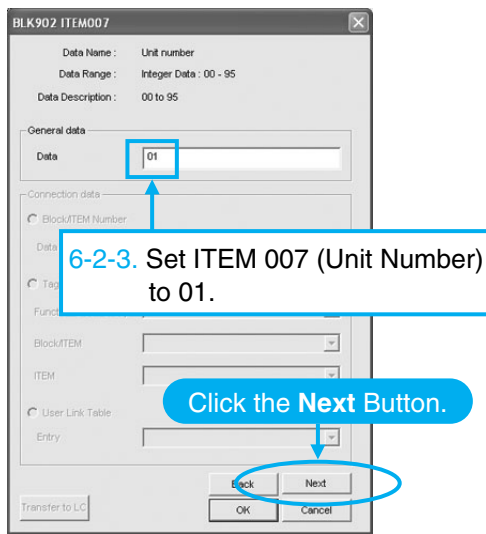 BLK902 ITEM007
Data Name : Unit number
Data Range : Integer Data : 00 - 95
Data Description : 00 to 95
General data
Data 01
Connection data
Block/ITEM Number
Data
6-2-3. Set ITEM 007 (Unit Number)
to 01.
Tag
Funct
Block/ITEM
ITEM
Click the Next Button.
User Link Table
Entry
Back Next
Transfer to LC OK Cancel